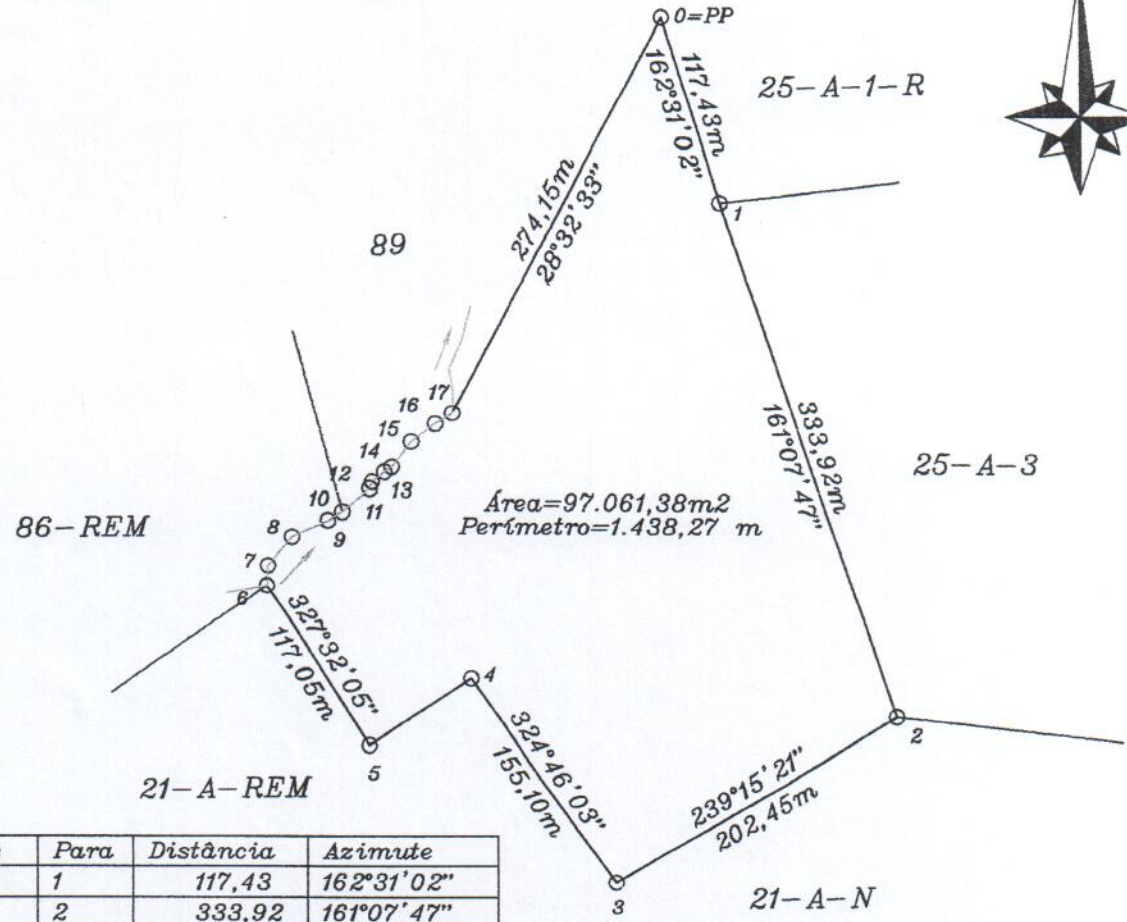 0=PP
117,43m
162°31'02"
25-A-1-R
274,15m
28°32'33"
1
89
333,92m
161°07'47"
25-A-3
17
16
15
14
13
12
11
10
9
8
7
6
86-REM
Área=97.061,38m2
Perímetro=1.438,27 m
327°32'05"
117,05m
4
5
324°46'03"
155,10m
2
239°15'21"
202,45m
3
21-A-REM
21-A-N
Para Distância Azimute
1 117,43 162°31'02"
2 333,92 161°07'47"